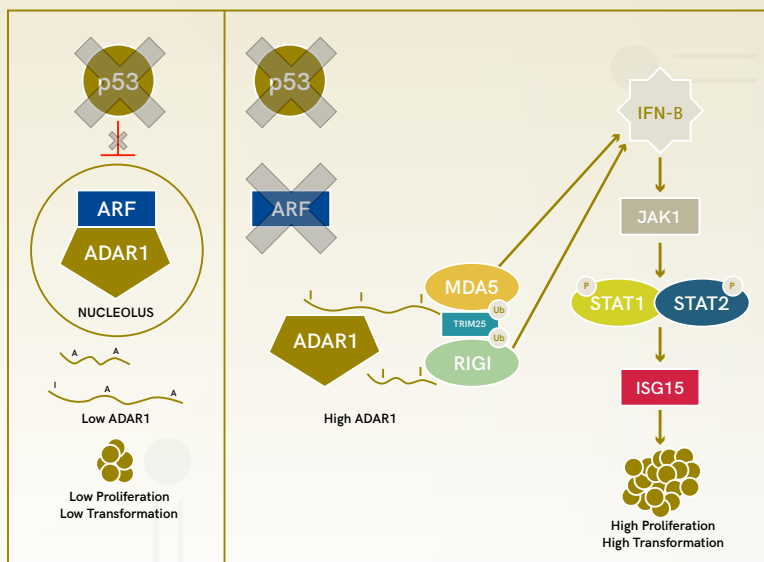 p53
ARF
ADAR1
NUCLEOLUS
A A
I A A
Low ADAR1
Low Proliferation
Low Transformation
p53
ARF
I I I
ADAR1
I I
High ADAR1
MDA5
Ub
TRIM25
Ub
RIGI
IFN-B
JAK1
P
STAT1
STAT2
P
ISG15
High Proliferation
High Transformation